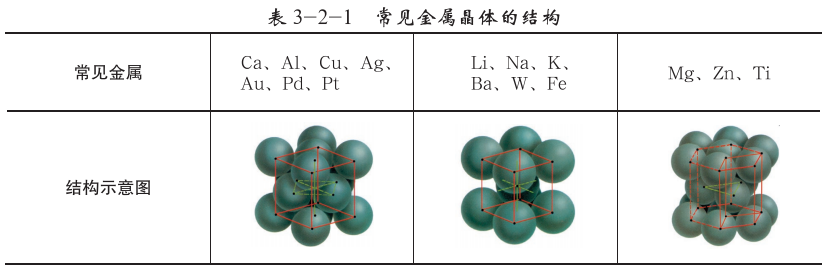 表3-2-1 常见金属晶体的结构
常见金属
Ca、Al、Cu、Ag、
Au、Pd、Pt
Li、Na、K、
Ba、W、Fe
Mg、Zn、Ti
结构示意图